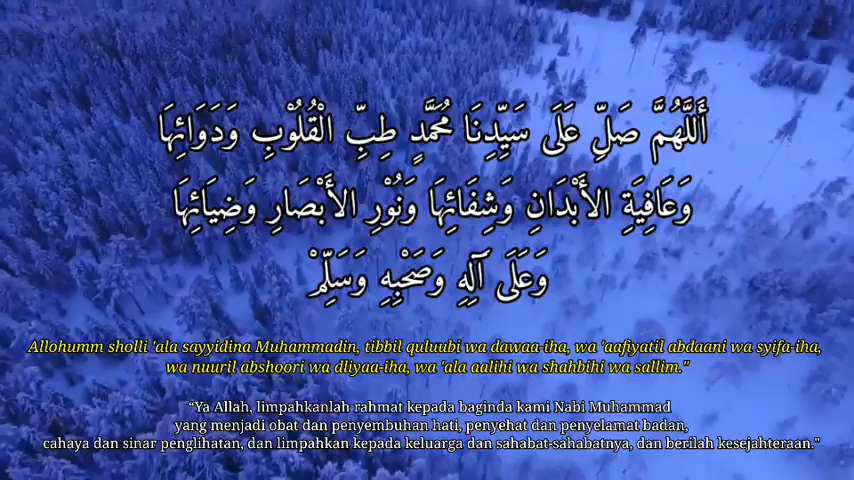 أَللَّهُمَّ صَلِّ عَلَى سَيِّدِنَا مُحَمَّدٍ طِبِّ الْقُلُوْبِ وَدَوَائِهَا
وَعَافِيَةِ الأَبْدَانِ وَشِفَائِهَا وَنُوْرِ الأَبْصَارِ وَضِيَائِهَا
وَعَلَى آلِهِ وَصَحْبِهِ وَسَلِّمْ
Allohumm sholli 'ala sayyidina Muhammadin, tibbil quluubi wa dawaa-iha, wa 'aafiyatil abdaani wa syifa-iha,
wa nuuril abshoori wa dliyaa-iha, wa 'ala aalihi wa shahbihi wa sallim."
“Ya Allah, limpahkanlah rahmat kepada baginda kami Nabi Muhammad
yang menjadi obat dan penyembuhan hati, penyehat dan penyelamat badan,
cahaya dan sinar penglihatan, dan limpahkan kepada keluarga dan sahabat-sahabatnya, dan berilah kesejahteraan."